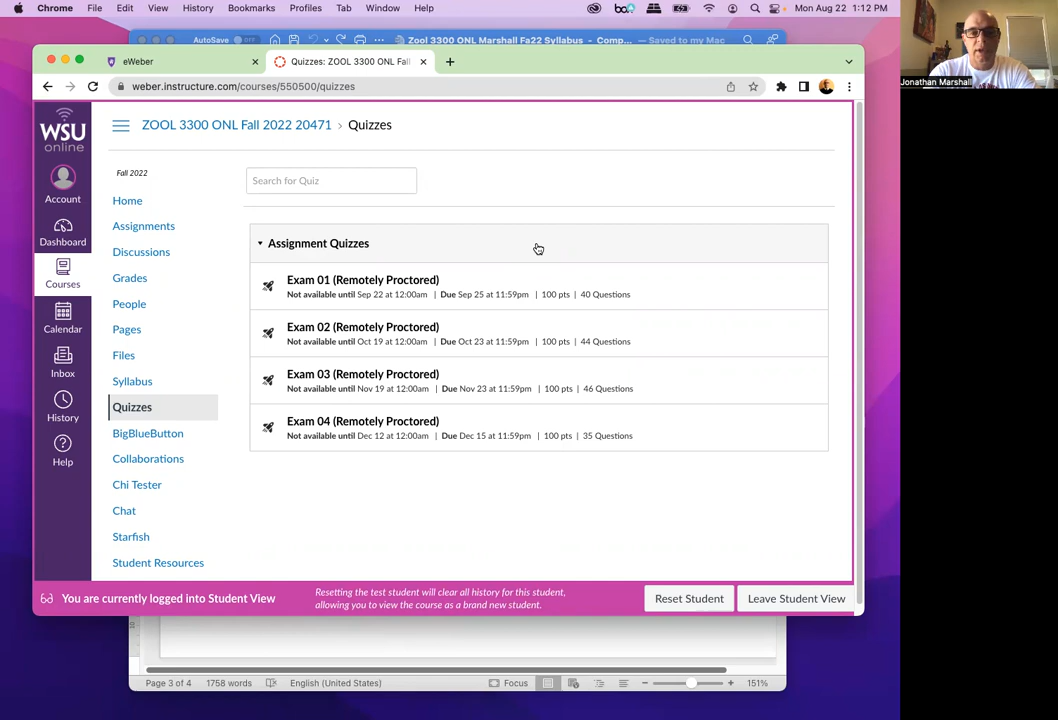 Chrome File Edit View History Bookmarks Profiles Tab Window Help Mon Aug 22 1:12 PM
AutoSave OFF Zool 3300 ONL Marshall Fa22 Syllabus - Comp... — Saved to my Mac
eWeber Quizzes: ZOOL 3300 ONL Fall
weber.instructure.com/courses/550500/quizzes
Jonathan Marshall
WSU
online
Account
Dashboard
Courses
Calendar
Inbox
History
Help
ZOOL 3300 ONL Fall 2022 20471 › Quizzes
Fall 2022
Home
Assignments
Discussions
Grades
People
Pages
Files
Syllabus
Quizzes
BigBlueButton
Collaborations
Chi Tester
Chat
Starfish
Student Resources
Search for Quiz
Assignment Quizzes
Exam 01 (Remotely Proctored)
Not available until Sep 22 at 12:00am | Due Sep 25 at 11:59pm | 100 pts | 40 Questions
Exam 02 (Remotely Proctored)
Not available until Oct 19 at 12:00am | Due Oct 23 at 11:59pm | 100 pts | 44 Questions
Exam 03 (Remotely Proctored)
Not available until Nov 19 at 12:00am | Due Nov 23 at 11:59pm | 100 pts | 46 Questions
Exam 04 (Remotely Proctored)
Not available until Dec 12 at 12:00am | Due Dec 15 at 11:59pm | 100 pts | 35 Questions
You are currently logged into Student View
Resetting the test student will clear all history for this student,
allowing you to view the course as a brand new student.
Reset Student
Leave Student View
Page 3 of 4 1758 words English (United States) Focus 151%